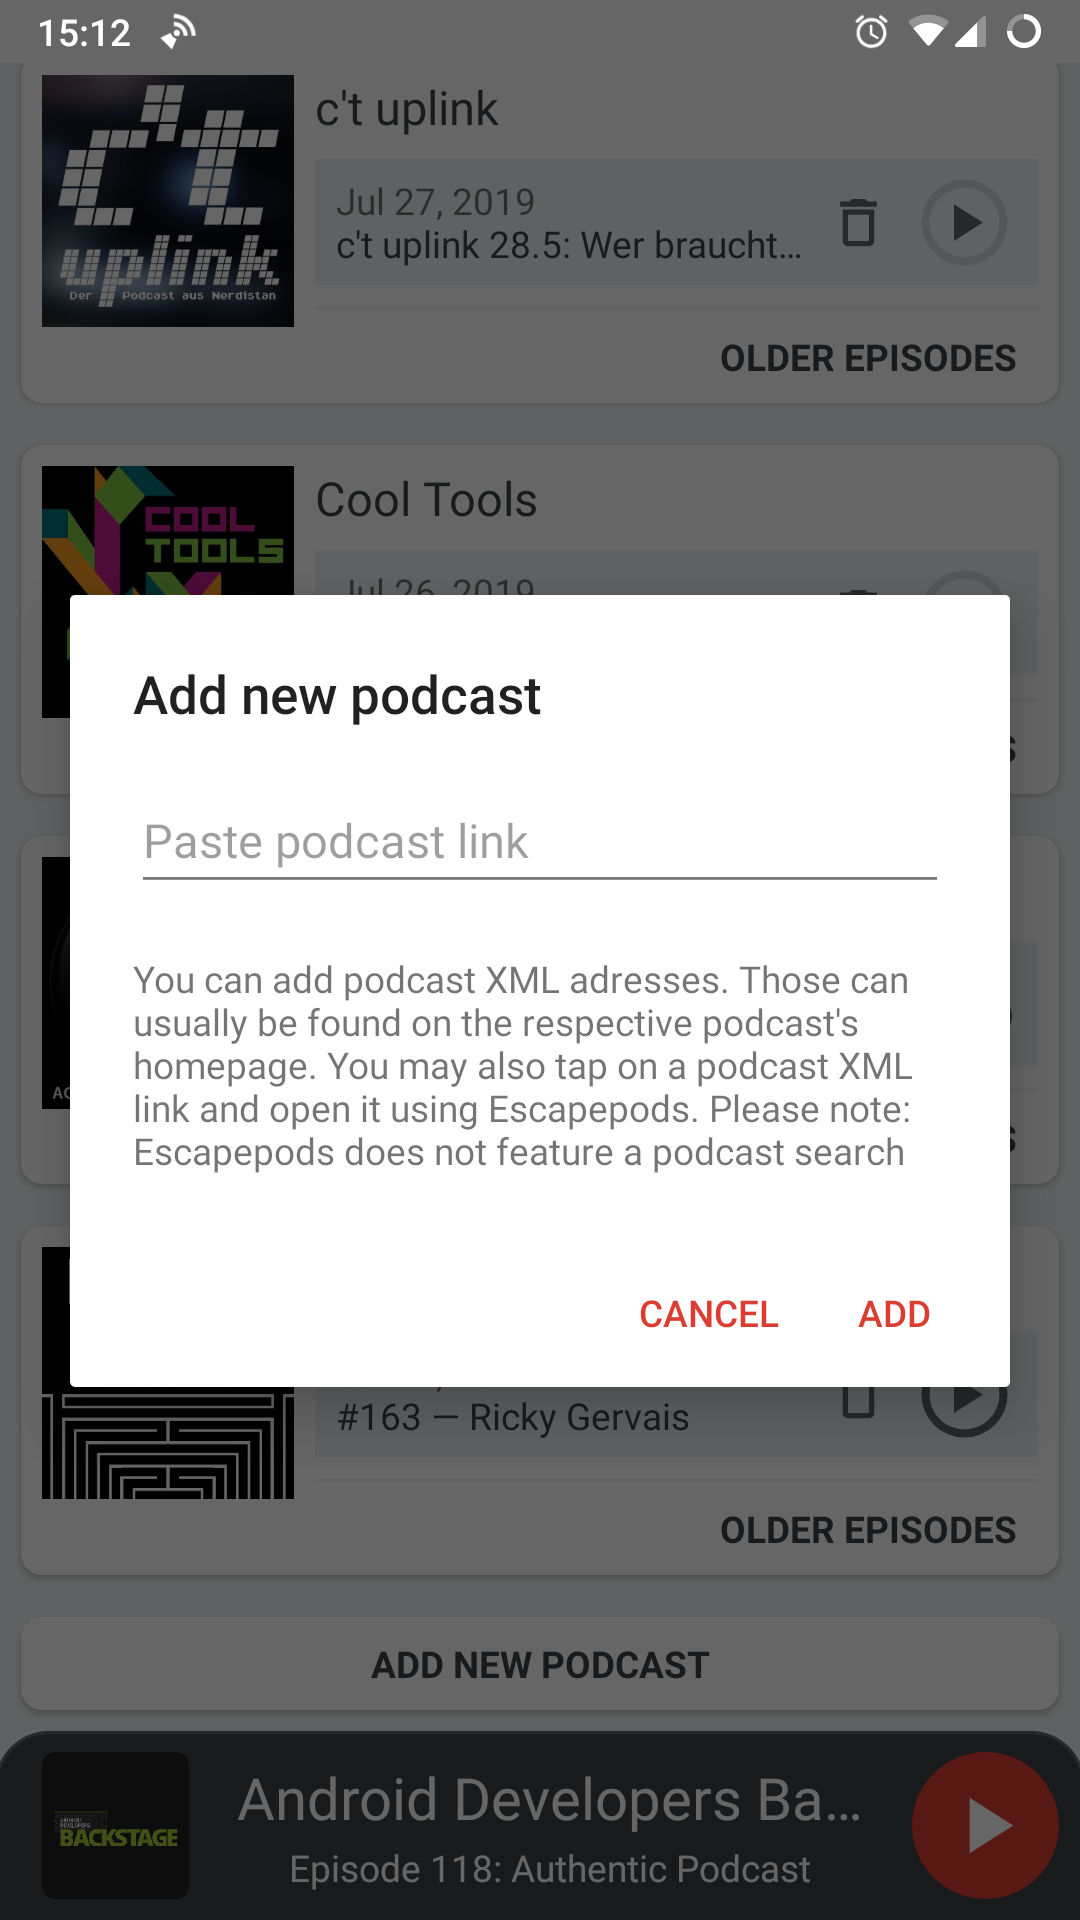 15:12
c't uplink
c't
uplink
Der Podcast aus Nerdistan
Jul 27, 2019
c't uplink 28.5: Wer braucht...
OLDER EPISODES
Cool Tools
COOL
TOOLS
Jul 26, 2019
Add new podcast
Paste podcast link
You can add podcast XML adresses. Those can
usually be found on the respective podcast's
homepage. You may also tap on a podcast XML
link and open it using Escapepods. Please note:
Escapepods does not feature a podcast search
CANCEL
ADD
#163 — Ricky Gervais
OLDER EPISODES
ADD NEW PODCAST
ANDROID
DEVELOPERS
BACKSTAGE
Android Developers Ba...
Episode 118: Authentic Podcast